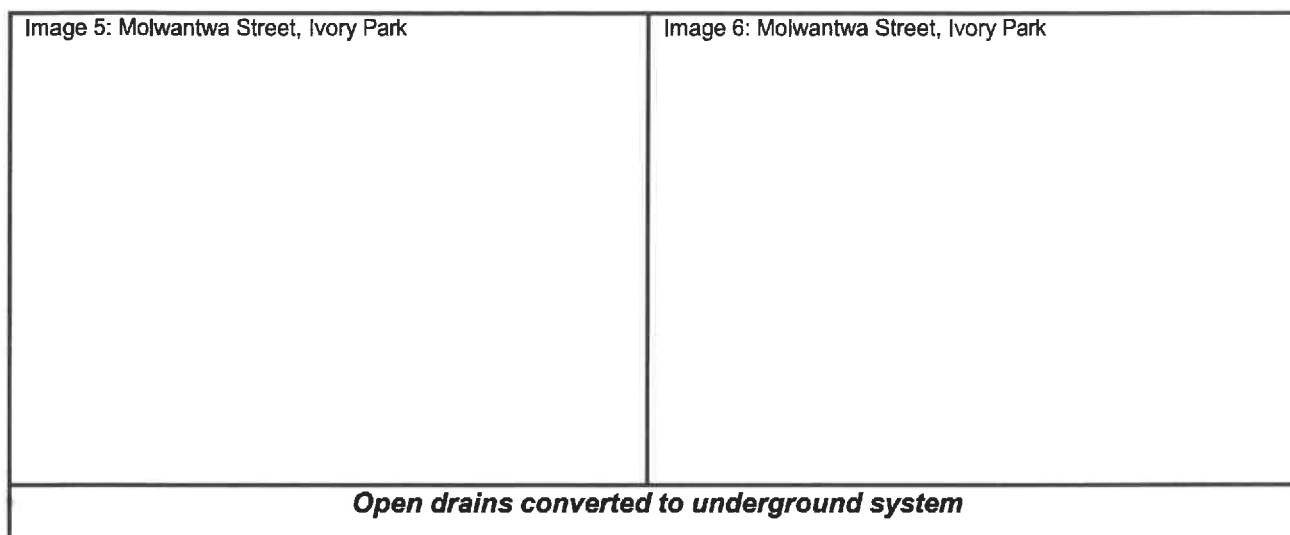 Image 5: Molwantwa Street, Ivory Park
Image 6: Molwantwa Street, Ivory Park
Open drains converted to underground system